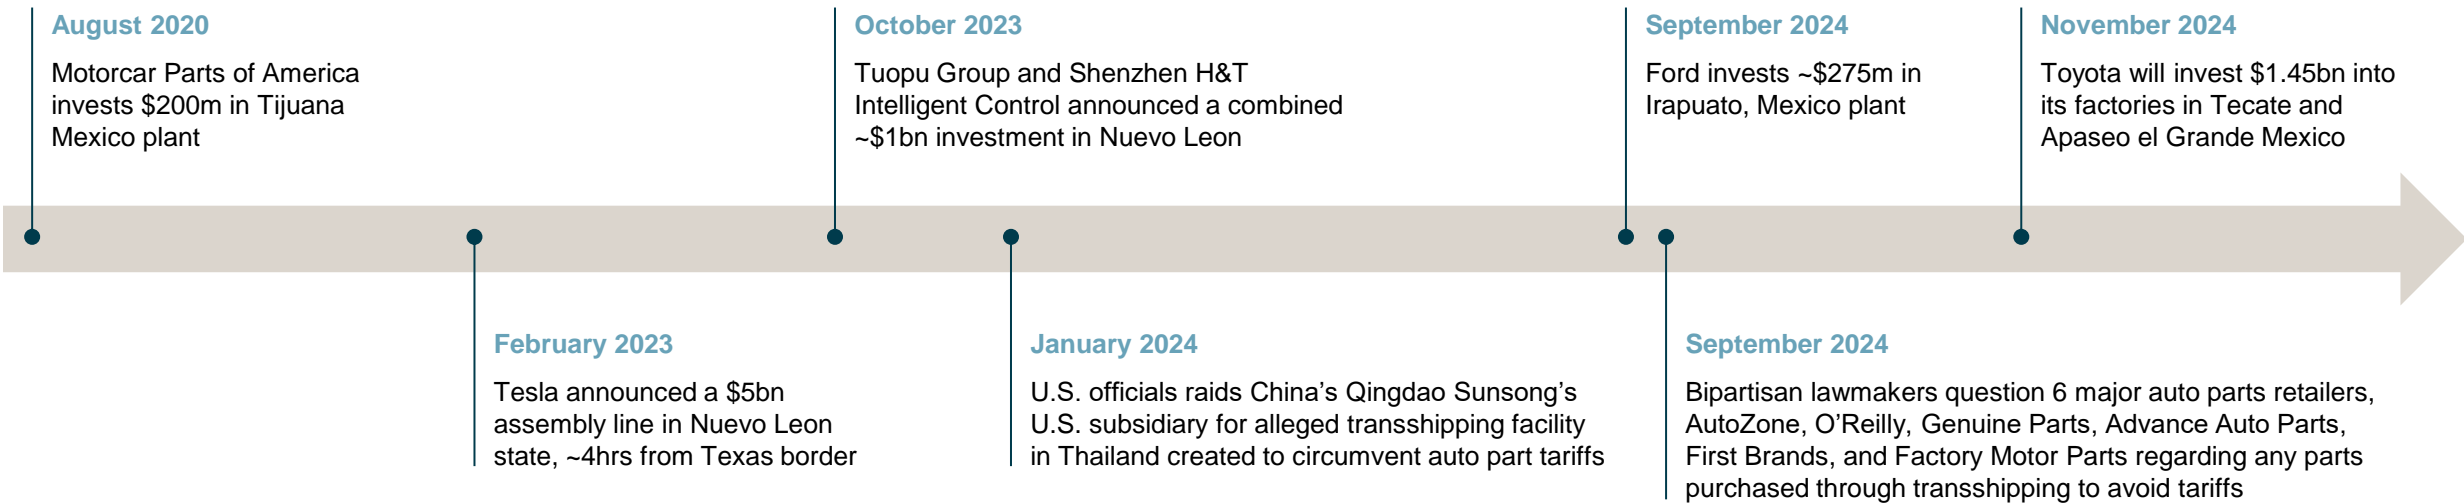 August 2020
Motorcar Parts of America
invests $200m in Tijuana
Mexico plant
October 2023
Tuopu Group and Shenzhen H&T
Intelligent Control announced a combined
~$1bn investment in Nuevo Leon
September 2024
Ford invests ~$275m in
Irapuato, Mexico plant
November 2024
Toyota will invest $1.45bn into
its factories in Tecate and
Apaseo el Grande Mexico
February 2023
Tesla announced a $5bn
assembly line in Nuevo Leon
state, ~4hrs from Texas border
January 2024
U.S. officials raids China’s Qingdao Sunsong’s
U.S. subsidiary for alleged transshipping facility
in Thailand created to circumvent auto part tariffs
September 2024
Bipartisan lawmakers question 6 major auto parts retailers,
AutoZone, O’Reilly, Genuine Parts, Advance Auto Parts,
First Brands, and Factory Motor Parts regarding any parts
purchased through transshipping to avoid tariffs